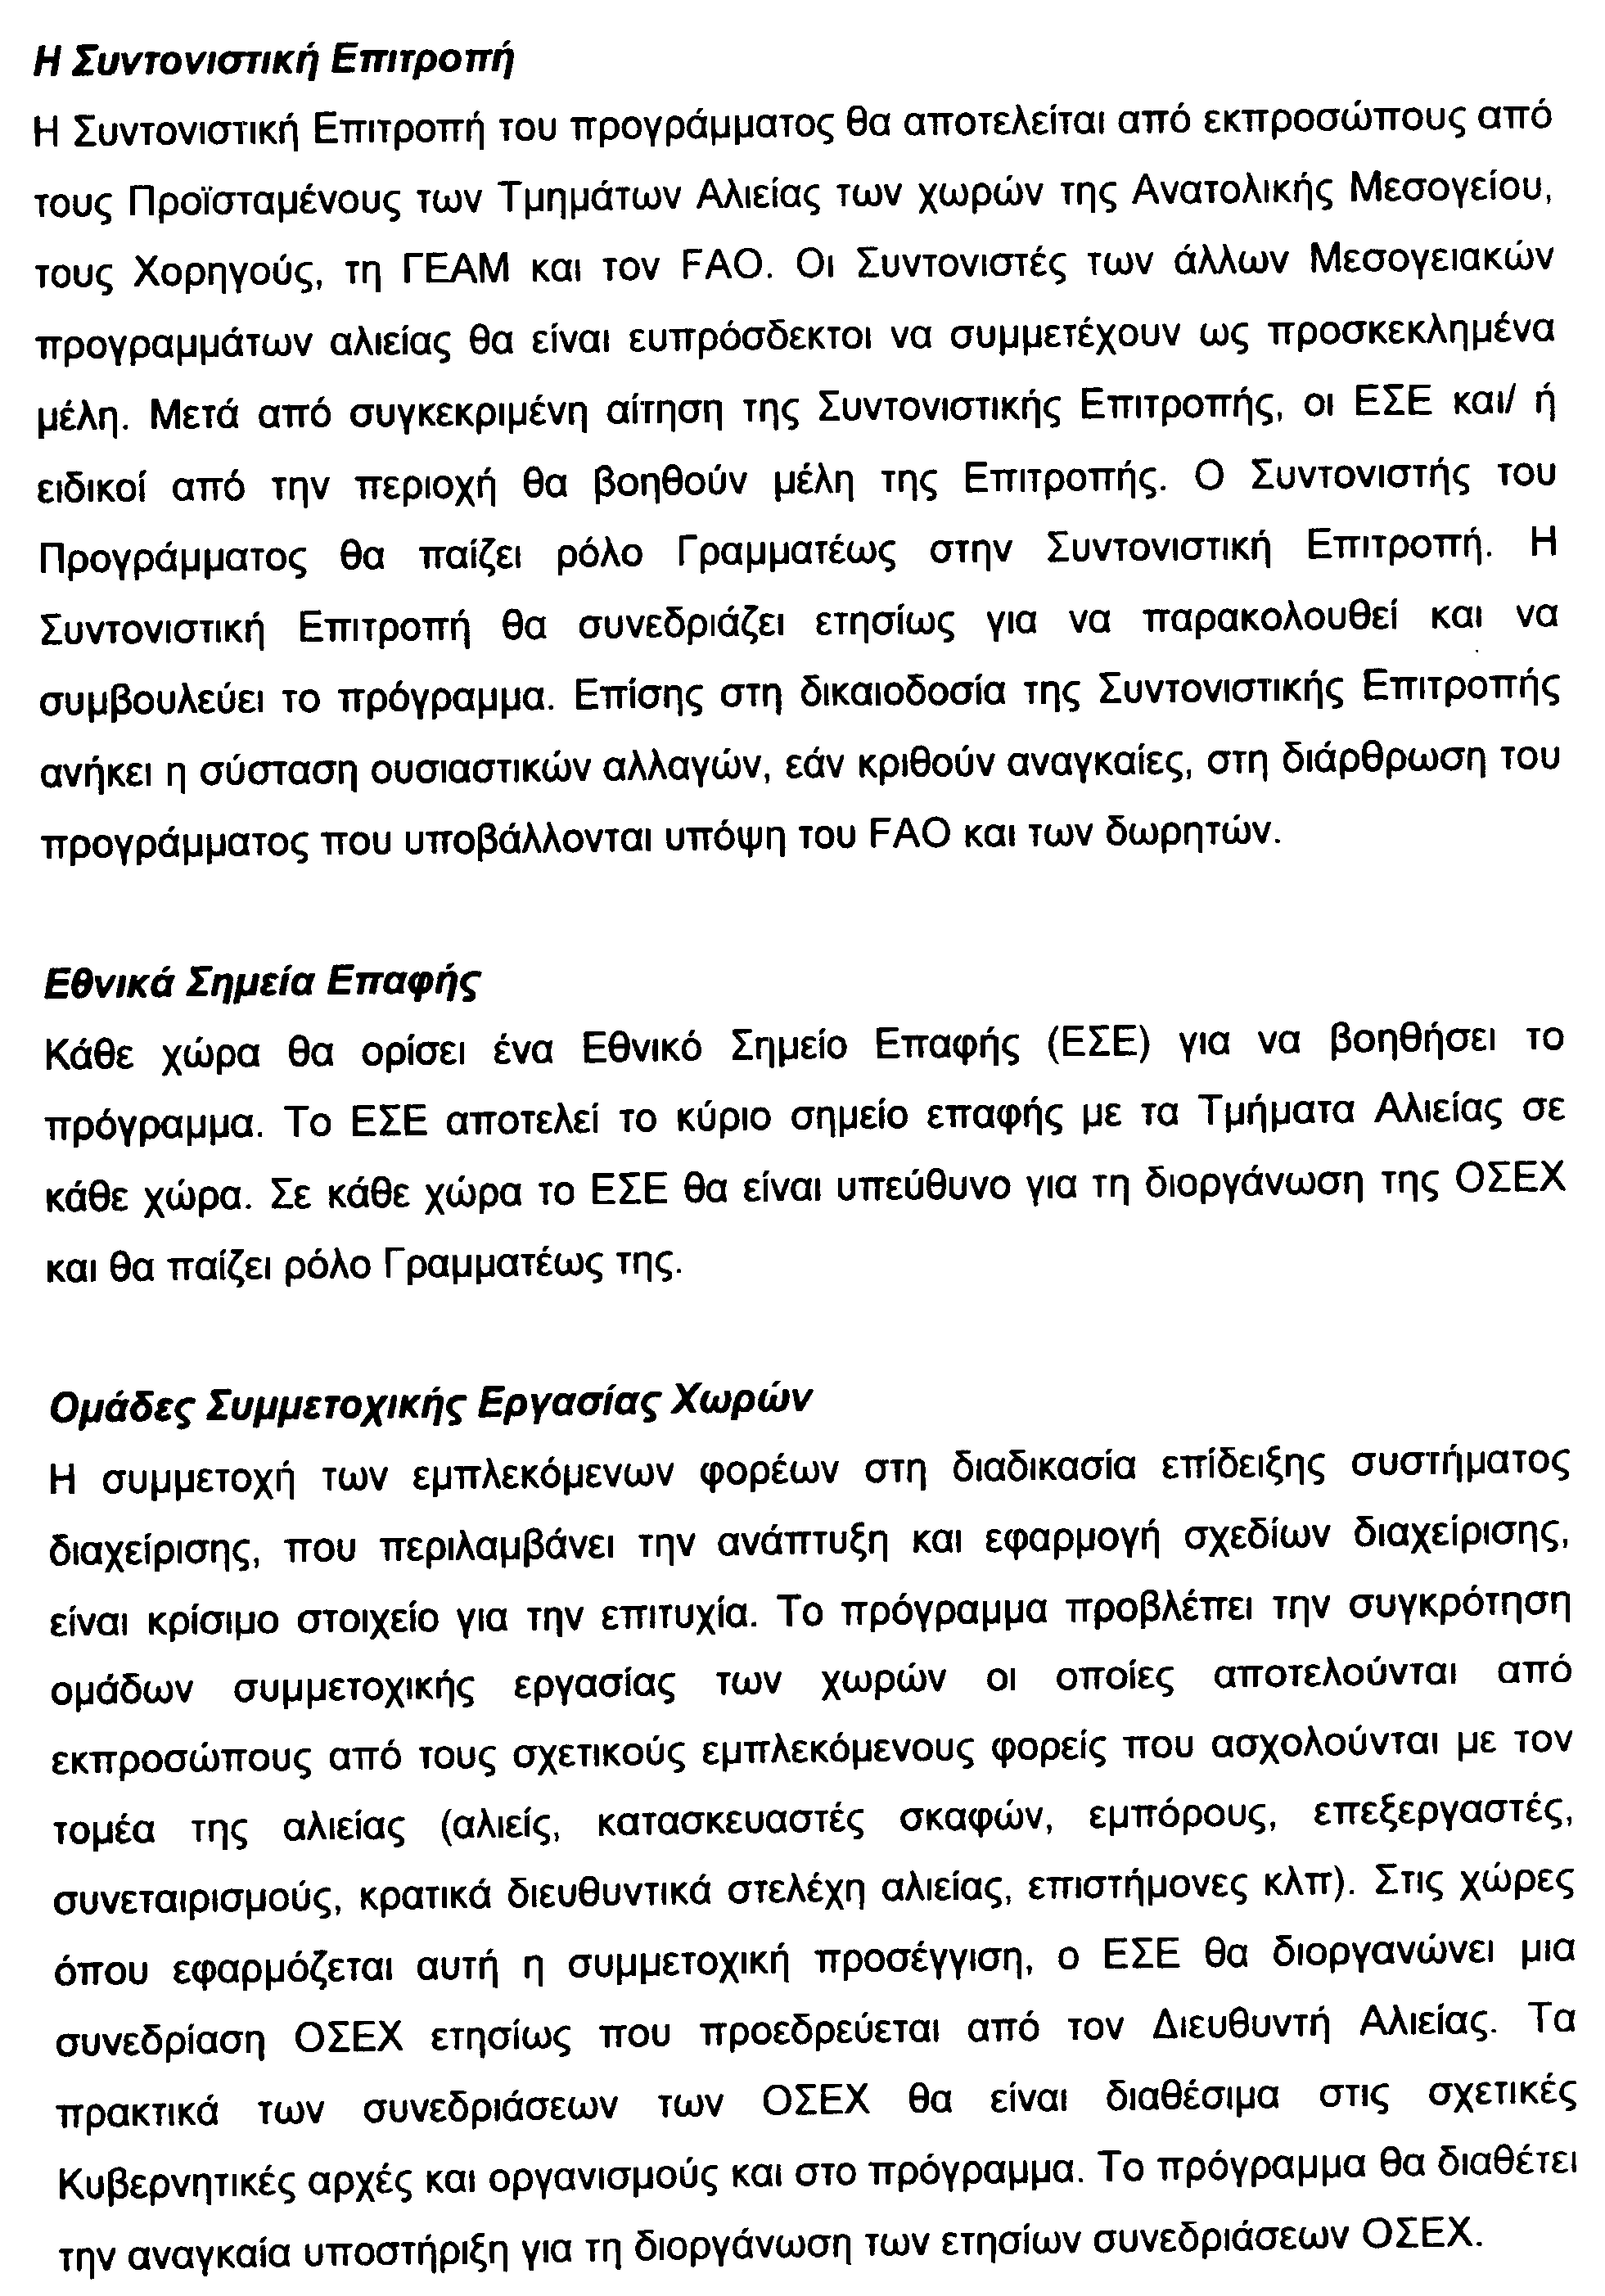 Η Συντονιστική Επιτροπή
Η Συντονιστική Επιτροπή του προγράμματος θα αποτελείται από εκπροσώπους από
τους Προϊσταμένους των Τμημάτων Αλιείας των χωρών της Ανατολικής Μεσογείου,
τους Χορηγούς, τη ΓΕΑΜ και τον FAO. Οι Συντονιστές των άλλων Μεσογειακών
προγραμμάτων αλιείας θα είναι ευπρόσδεκτοι να συμμετέχουν ως προσκεκλημένα
μέλη. Μετά από συγκεκριμένη αίτηση της Συντονιστικής Επιτροπής, οι ΕΣΕ και/ ή
ειδικοί από την περιοχή θα βοηθούν μέλη της Επιτροπής. Ο Συντονιστής του
Προγράμματος θα παίζει ρόλο Γραμματέως στην Συντονιστική Επιτροπή. Η
Συντονιστική Επιτροπή θα συνεδριάζει ετησίως για να παρακολουθεί και να
συμβουλεύει το πρόγραμμα. Επίσης στη δικαιοδοσία της Συντονιστικής Επιτροπής
ανήκει η σύσταση ουσιαστικών αλλαγών, εάν κριθούν αναγκαίες, στη διάρθρωση του
προγράμματος που υποβάλλονται υπόψη του FAO και των δωρητών.
Εθνικά Σημεία Επαφής
Κάθε χώρα θα ορίσει ένα Εθνικό Σημείο Επαφής (ΕΣΕ) για να βοηθήσει το
πρόγραμμα. Το ΕΣΕ αποτελεί το κύριο σημείο επαφής με τα Τμήματα Αλιείας σε
κάθε χώρα. Σε κάθε χώρα το ΕΣΕ θα είναι υπεύθυνο για τη διοργάνωση της ΟΣΕΧ
και θα παίζει ρόλο Γραμματέως της.
Ομάδες Συμμετοχικής Εργασίας Χωρών
Η συμμετοχή των εμπλεκόμενων φορέων στη διαδικασία επίδειξης συστήματος
διαχείρισης, που περιλαμβάνει την ανάπτυξη και εφαρμογή σχεδίων διαχείρισης,
είναι κρίσιμο στοιχείο για την επιτυχία. Το πρόγραμμα προβλέπει την συγκρότηση
ομάδων συμμετοχικής εργασίας των χωρών οι οποίες αποτελούνται από
εκπροσώπους από τους σχετικούς εμπλεκόμενους φορείς που ασχολούνται με τον
τομέα της αλιείας (αλιείς, κατασκευαστές σκαφών, εμπόρους, επεξεργαστές,
συνεταιρισμούς, κρατικά διευθυντικά στελέχη αλιείας, επιστήμονες κλπ). Στις χώρες
όπου εφαρμόζεται αυτή η συμμετοχική προσέγγιση, ο ΕΣΕ θα διοργανώνει μια
συνεδρίαση ΟΣΕΧ ετησίως που προεδρεύεται από τον Διευθυντή Αλιείας. Τα
πρακτικά των συνεδριάσεων των ΟΣΕΧ θα είναι διαθέσιμα στις σχετικές
Κυβερνητικές αρχές και οργανισμούς και στο πρόγραμμα. Το πρόγραμμα θα διαθέτει
την αναγκαία υποστήριξη για τη διοργάνωση των ετησίων συνεδριάσεων ΟΣΕΧ.